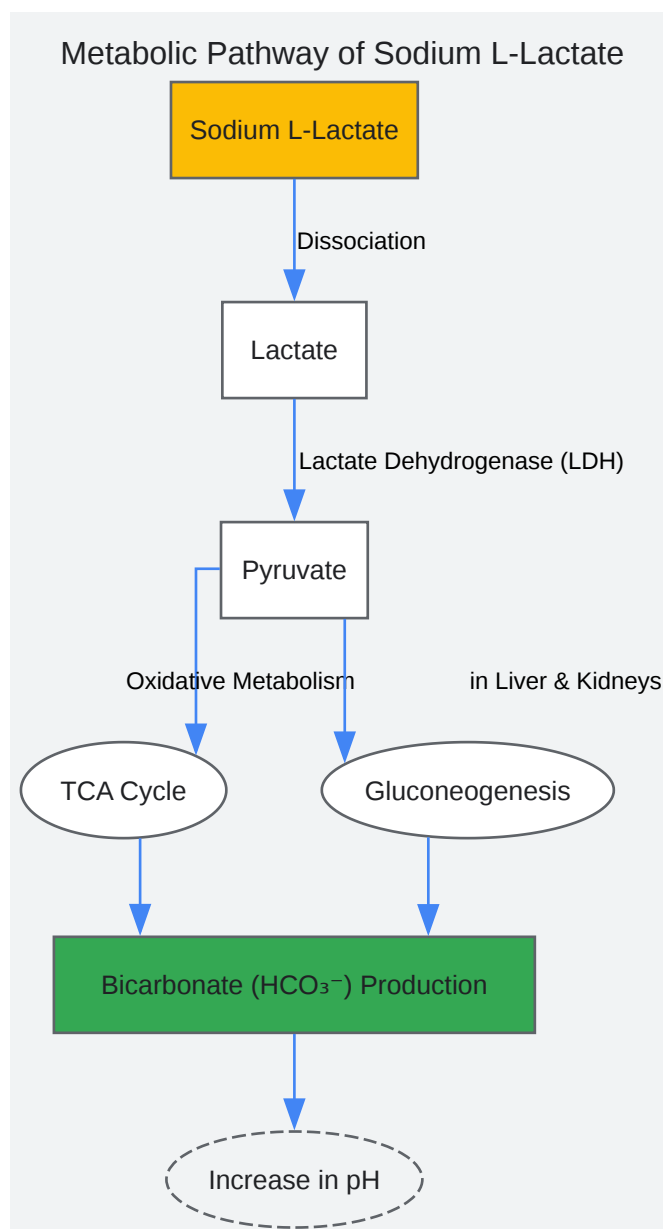 Metabolic Pathway of Sodium L-Lactate
Sodium L-Lactate
Dissociation
Lactate
Lactate Dehydrogenase (LDH)
Pyruvate
Oxidative Metabolism
in Liver & Kidneys
TCA Cycle
Gluconeogenesis
Bicarbonate (HCO₃⁻) Production
Increase in pH